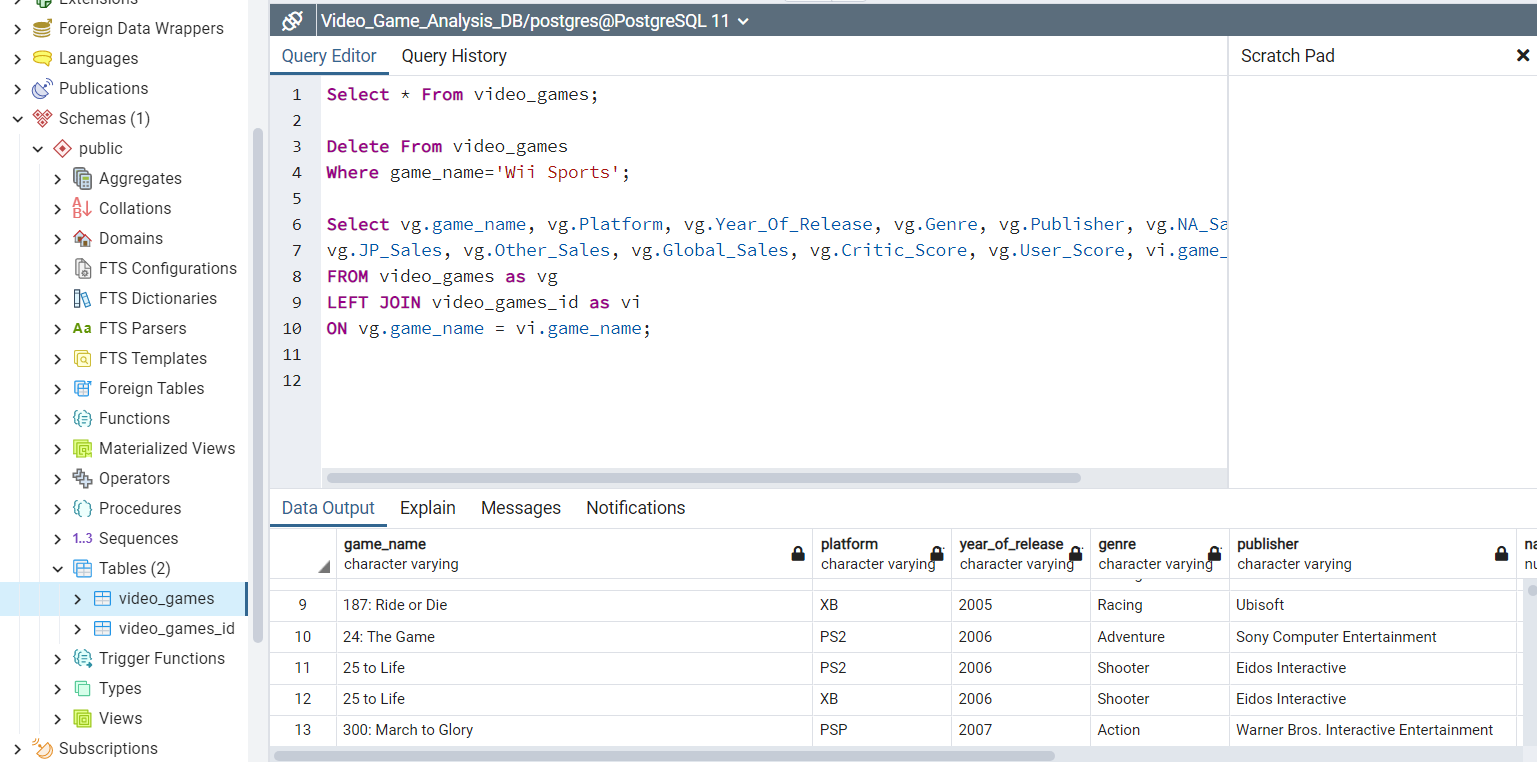 Extensions
Foreign Data Wrappers
Languages
Publications
Schemas (1)
public
Aggregates
Collations
Domains
FTS Configurations
FTS Dictionaries
Aa FTS Parsers
FTS Templates
Foreign Tables
Functions
Materialized Views
Operators
Procedures
1..3 Sequences
Tables (2)
video_games
video_games_id
Trigger Functions
Types
Views
Subscriptions
Video_Game_Analysis_DB/postgres@PostgreSQL 11
Query Editor Query History
1 Select * From video_games;
2
3 Delete From video_games
4 Where game_name='Wii Sports';
5
6 Select vg.game_name, vg.Platform, vg.Year_Of_Release, vg.Genre, vg.Publisher, vg.NA_Sa
7 vg.JP_Sales, vg.Other_Sales, vg.Global_Sales, vg.Critic_Score, vg.User_Score, vi.game_
8 FROM video_games as vg
9 LEFT JOIN video_games_id as vi
10 ON vg.game_name = vi.game_name;
11
12
Scratch Pad
Data Output Explain Messages Notifications
game_name platform year_of_release genre publisher na
character varying character varying character varying character varying character varying nu
9 187: Ride or Die XB 2005 Racing Ubisoft
10 24: The Game PS2 2006 Adventure Sony Computer Entertainment
11 25 to Life PS2 2006 Shooter Eidos Interactive
12 25 to Life XB 2006 Shooter Eidos Interactive
13 300: March to Glory PSP 2007 Action Warner Bros. Interactive Entertainment